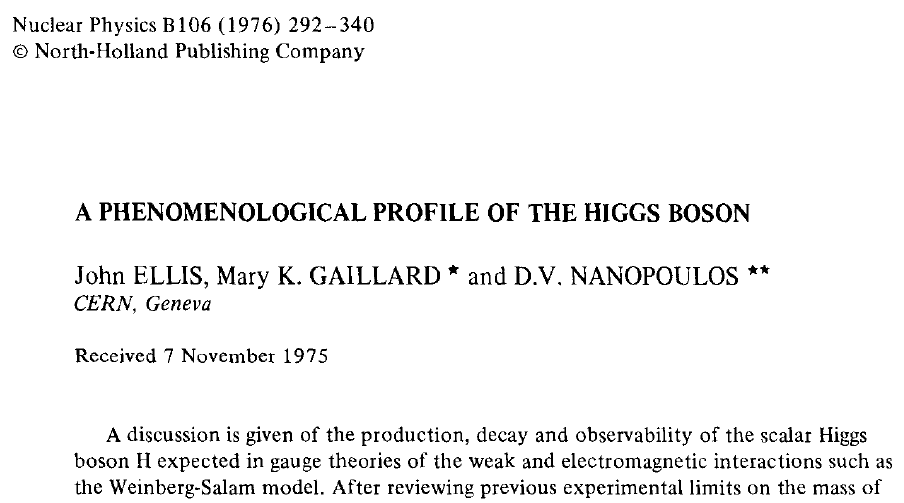 Nuclear Physics B106 (1976) 292–340
© North-Holland Publishing Company
A PHENOMENOLOGICAL PROFILE OF THE HIGGS BOSON
John ELLIS, Mary K. GAILLARD * and D.V. NANOPOULOS **
CERN, Geneva
Received 7 November 1975
A discussion is given of the production, decay and observability of the scalar Higgs
boson H expected in gauge theories of the weak and electromagnetic interactions such as
the Weinberg-Salam model. After reviewing previous experimental limits on the mass of